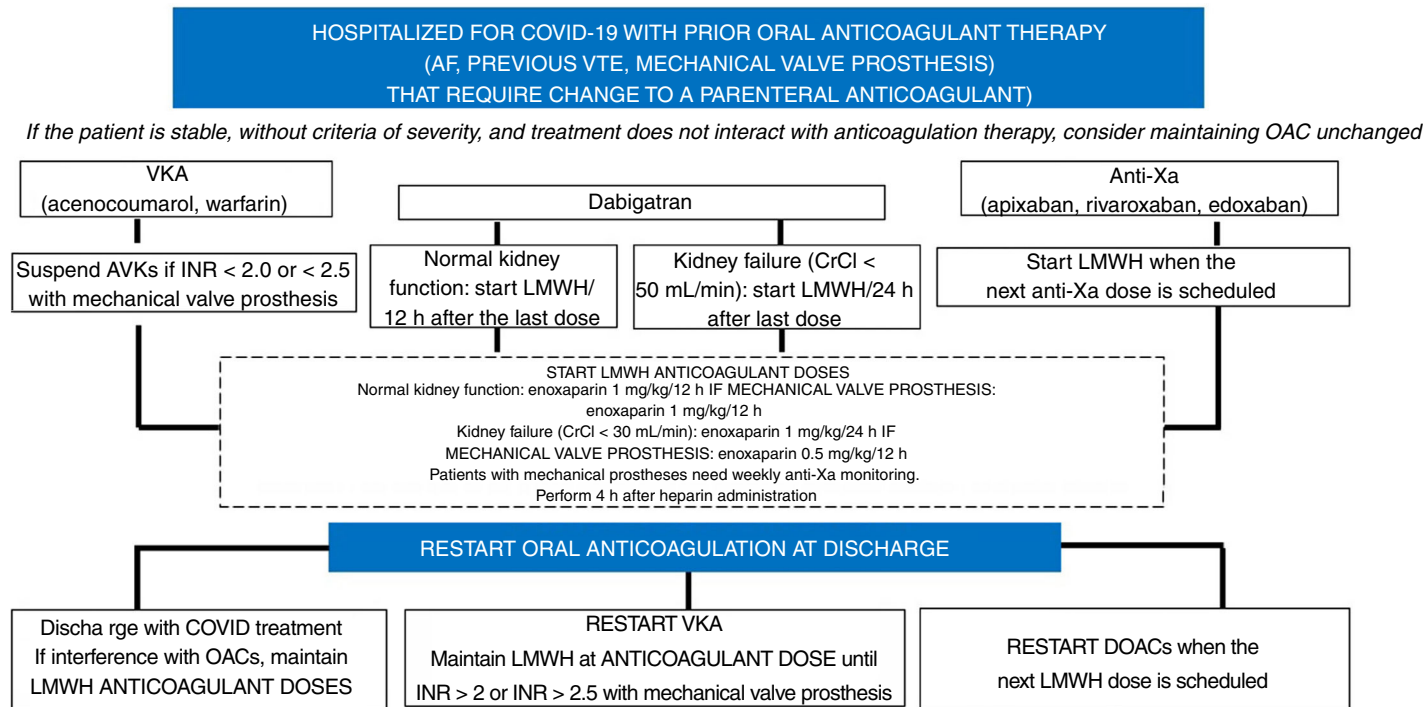 HOSPITALIZED FOR COVID-19 WITH PRIOR ORAL ANTICOAGULANT THERAPY
(AF, PREVIOUS VTE, MECHANICAL VALVE PROSTHESIS)
THAT REQUIRE CHANGE TO A PARENTERAL ANTICOAGULANT)
If the patient is stable, without criteria of severity, and treatment does not interact with anticoagulation therapy, consider maintaining OAC unchanged
VKA
(acenocoumarol, warfarin)
Suspend AVKs if INR < 2.0 or < 2.5
with mechanical valve prosthesis
Dabigatran
Normal kidney
function: start LMWH/
12 h after the last dose
Kidney failure (CrCl <
50 mL/min): start LMWH/24 h
after last dose
Anti-Xa
(apixaban, rivaroxaban, edoxaban)
Start LMWH when the
next anti-Xa dose is scheduled
START LMWH ANTICOAGULANT DOSES
Normal kidney function: enoxaparin 1 mg/kg/12 h IF MECHANICAL VALVE PROSTHESIS:
enoxaparin 1 mg/kg/12 h
Kidney failure (CrCl < 30 mL/min): enoxaparin 1 mg/kg/24 h IF
MECHANICAL VALVE PROSTHESIS: enoxaparin 0.5 mg/kg/12 h
Patients with mechanical prostheses need weekly anti-Xa monitoring.
Perform 4 h after heparin administration
RESTART ORAL ANTICOAGULATION AT DISCHARGE
Discha rge with COVID treatment
If interference with OACs, maintain
LMWH ANTICOAGULANT DOSES
RESTART VKA
Maintain LMWH at ANTICOAGULANT DOSE until
INR > 2 or INR > 2.5 with mechanical valve prosthesis
RESTART DOACs when the
next LMWH dose is scheduled